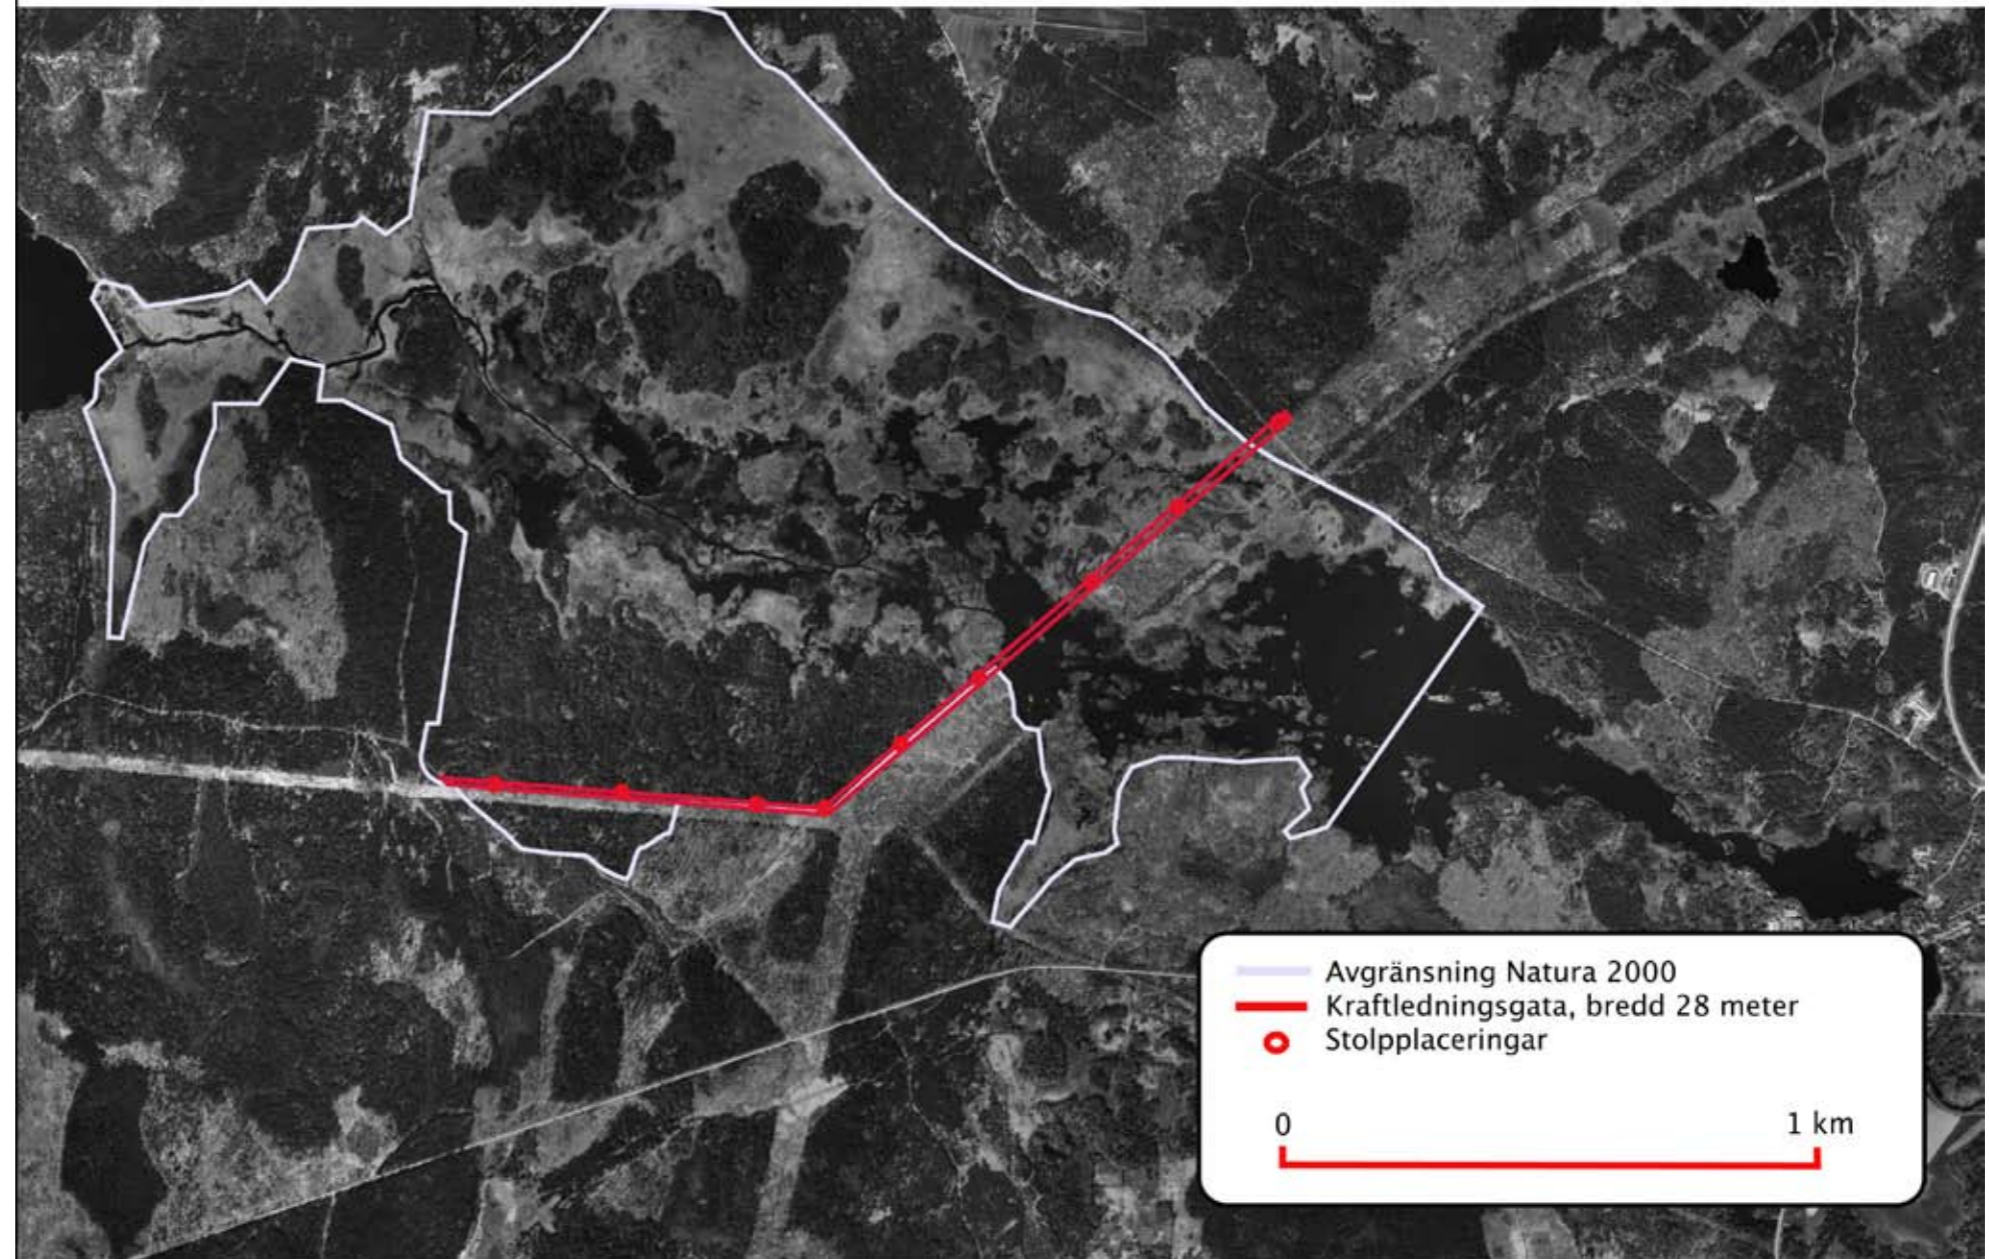 Avgränsning Natura 2000
Kraftledningsgata, bredd 28 meter
Stolpplaceringar
0 1 km